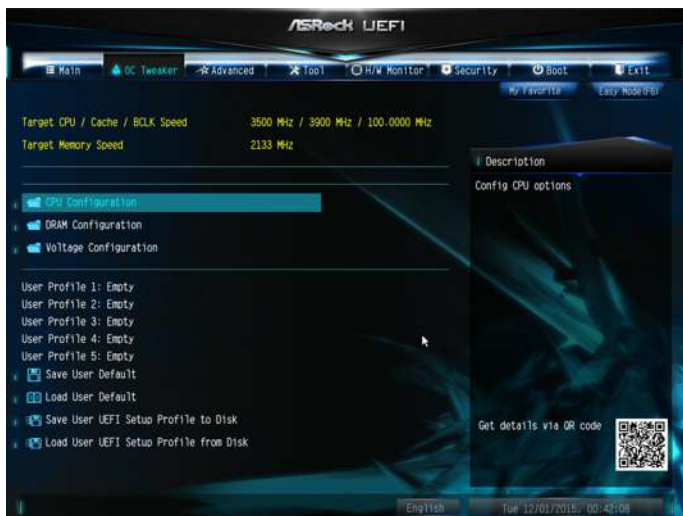 ASRock UEFI
Main OC Tweaker Advanced Tool H/W Monitor Security Boot Exit
My Favorite Easy Mode(F6)
Target CPU / Cache / BCLK Speed 3500 MHz / 3900 MHz / 100.0000 MHz
Target Memory Speed 2133 MHz
Description
Config CPU options
CPU Configuration
DRAM Configuration
Voltage Configuration
User Profile 1: Empty
User Profile 2: Empty
User Profile 3: Empty
User Profile 4: Empty
User Profile 5: Empty
Save User Default
Load User Default
Save User UEFI Setup Profile to Disk
Load User UEFI Setup Profile from Disk
Get details via QR code
English Tue 12/01/2015. 00:42:08